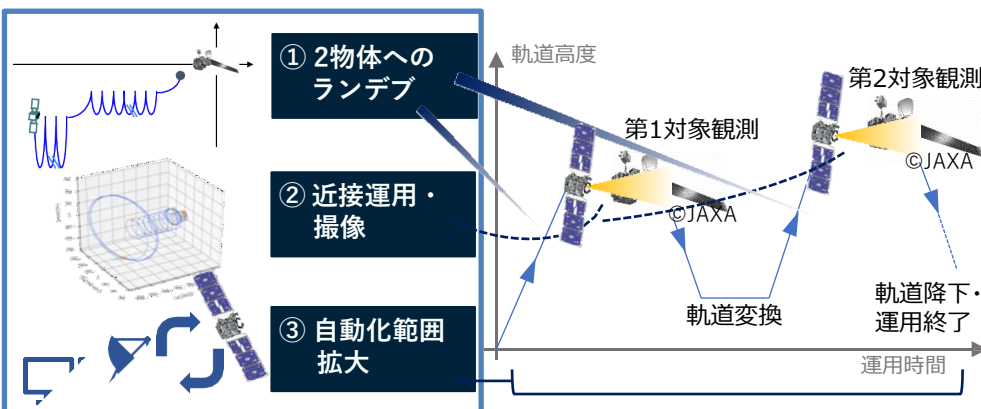 ① 2物体への
ランデブ
② 近接運用・
撮像
③ 自動化範囲
拡大
軌道高度
第1対象観測
©JAXA
第2対象観測
©JAXA
軌道変換
軌道降下・
運用終了
運用時間